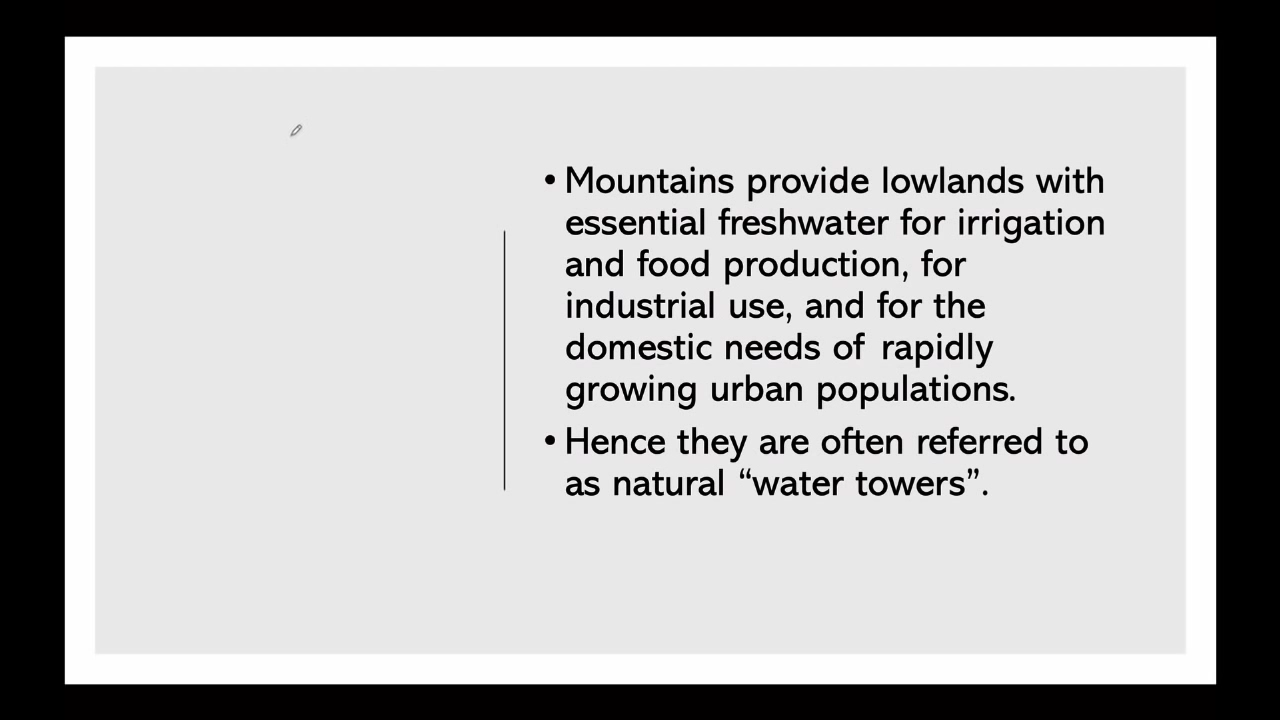 • Mountains provide lowlands with
essential freshwater for irrigation
and food production, for
industrial use, and for the
domestic needs of rapidly
growing urban populations.
• Hence they are often referred to
as natural “water towers”.